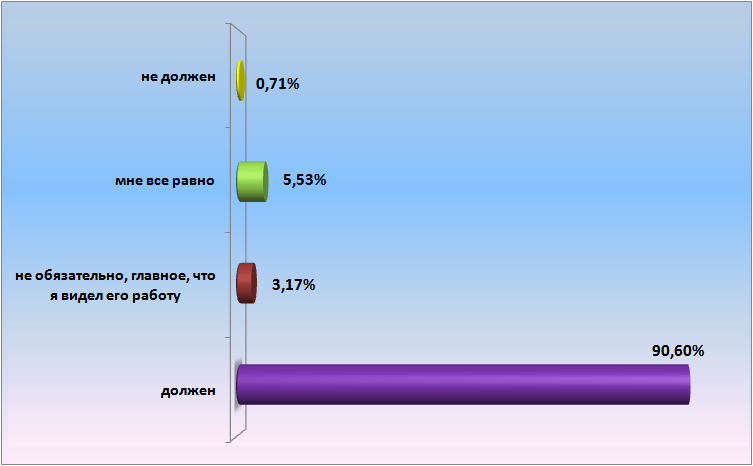 не должен
0,71%
мне все равно
5,53%
не обязательно, главное, что
я видел его работу
3,17%
90,60%
должен